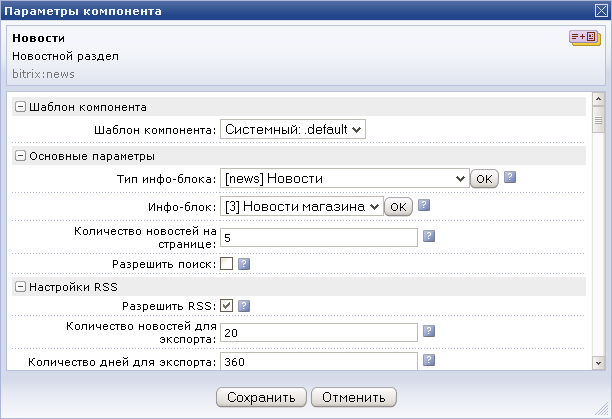 Параметры компонента
Новости
Новостной раздел
bitrix:news
Шаблон компонента
Шаблон компонента: Системный: .default
Основные параметры
Тип инфо-блока: [news] Новости OK ?
Инфо-блок: [3] Новости магазина OK ?
Количество новостей на
странице: 5 ?
Разрешить поиск: ?
Настройки RSS
Разрешить RSS: ?
Количество новостей для
экспорта: 20 ?
Количество дней для экспорта: 360 ?
Сохранить Отменить